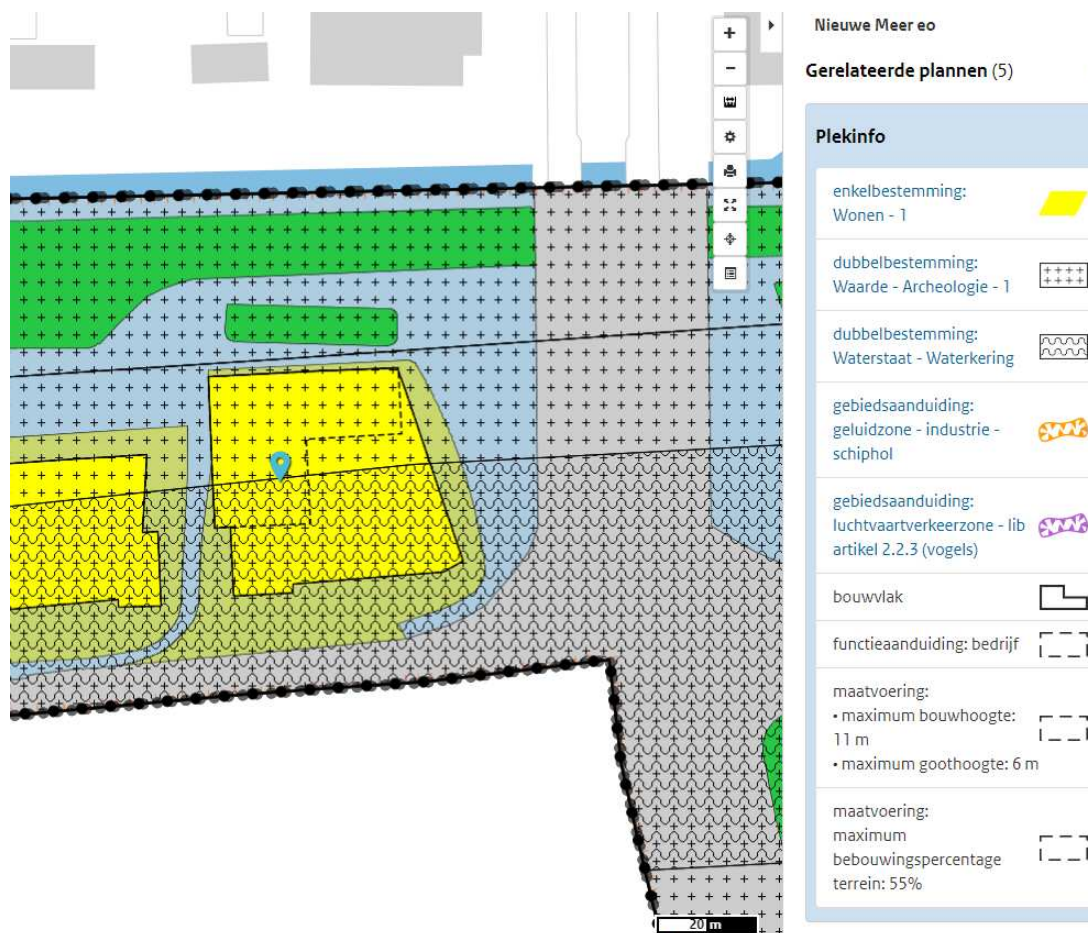 Nieuwe Meer eo
Gerelateerde plannen (5)
Plekinfo
enkelbestemming:
Wonen - 1
dubbelbestemming:
Waarde - Archeologie - 1
dubbelbestemming:
Waterstaat - Waterkering
gebiedsaanduiding:
geluidzone - industrie -
schiphol
gebiedsaanduiding:
luchtvaartverkeerzone - lib
artikel 2.2.3 (vogels)
bouwvlak
functieaanduiding: bedrijf
maatvoering:
• maximum bouwhoogte:
11 m
• maximum goothoogte: 6 m
maatvoering:
maximum
bebouwingspercentage
terrein: 55%
20 m